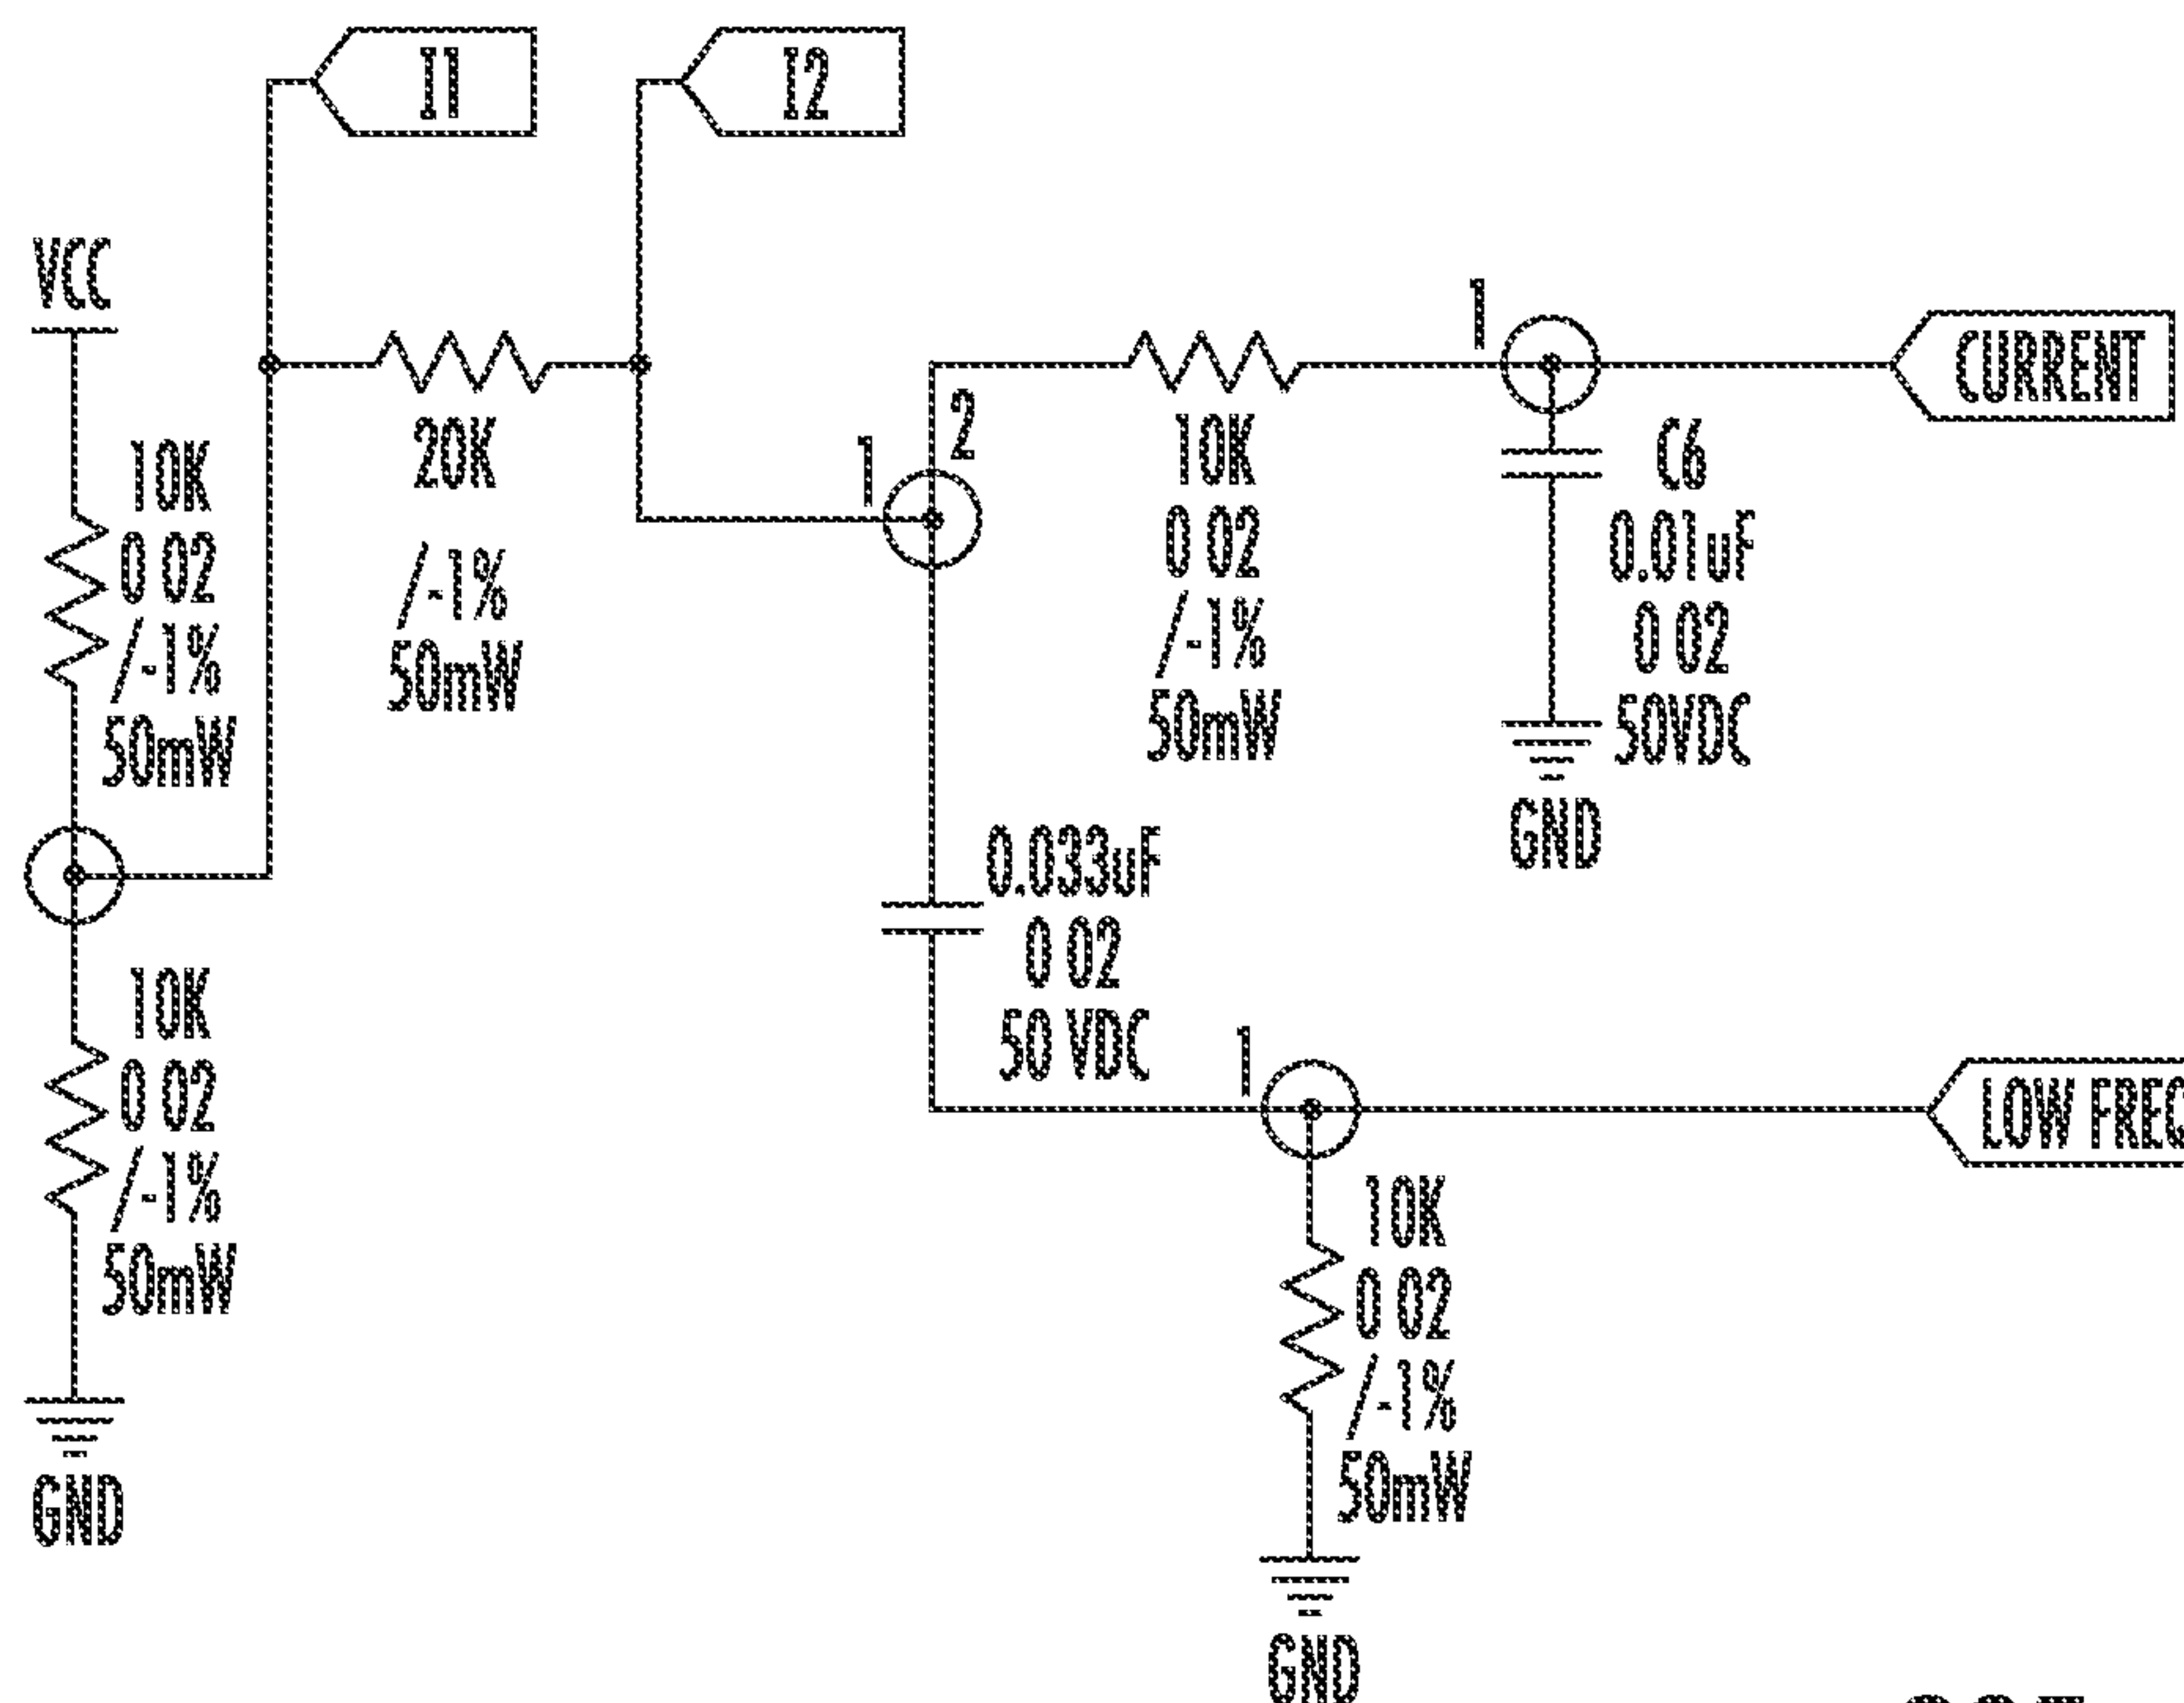 I1
I2
VCC
10K
0 02
/-1%
50mW
20K
/-1%
50mW
1
2
10K
0 02
/-1%
50mW
1
CURRENT
C6
0.01uF
0 02
50VDC
GND
0.033uF
0 02
50 VDC
1
LOW FREQ
10K
0 02
/-1%
50mW
GND
10K
0 02
/-1%
50mW
GND